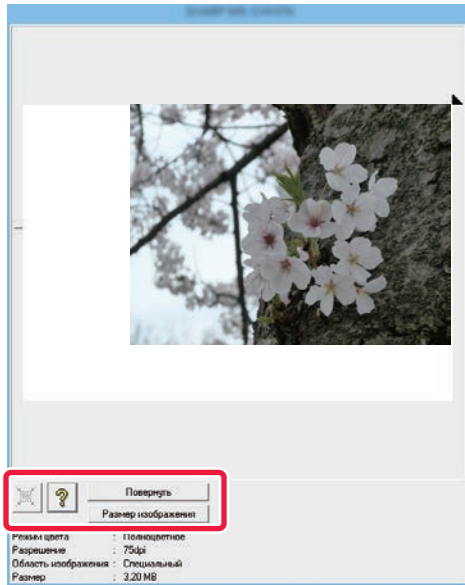 ?
Повернуть
Размер изображения
Режим цвета : Полноцветное
Разрешение : 75dpi
Область изображения : Специальный
Размер : 3,20 MB